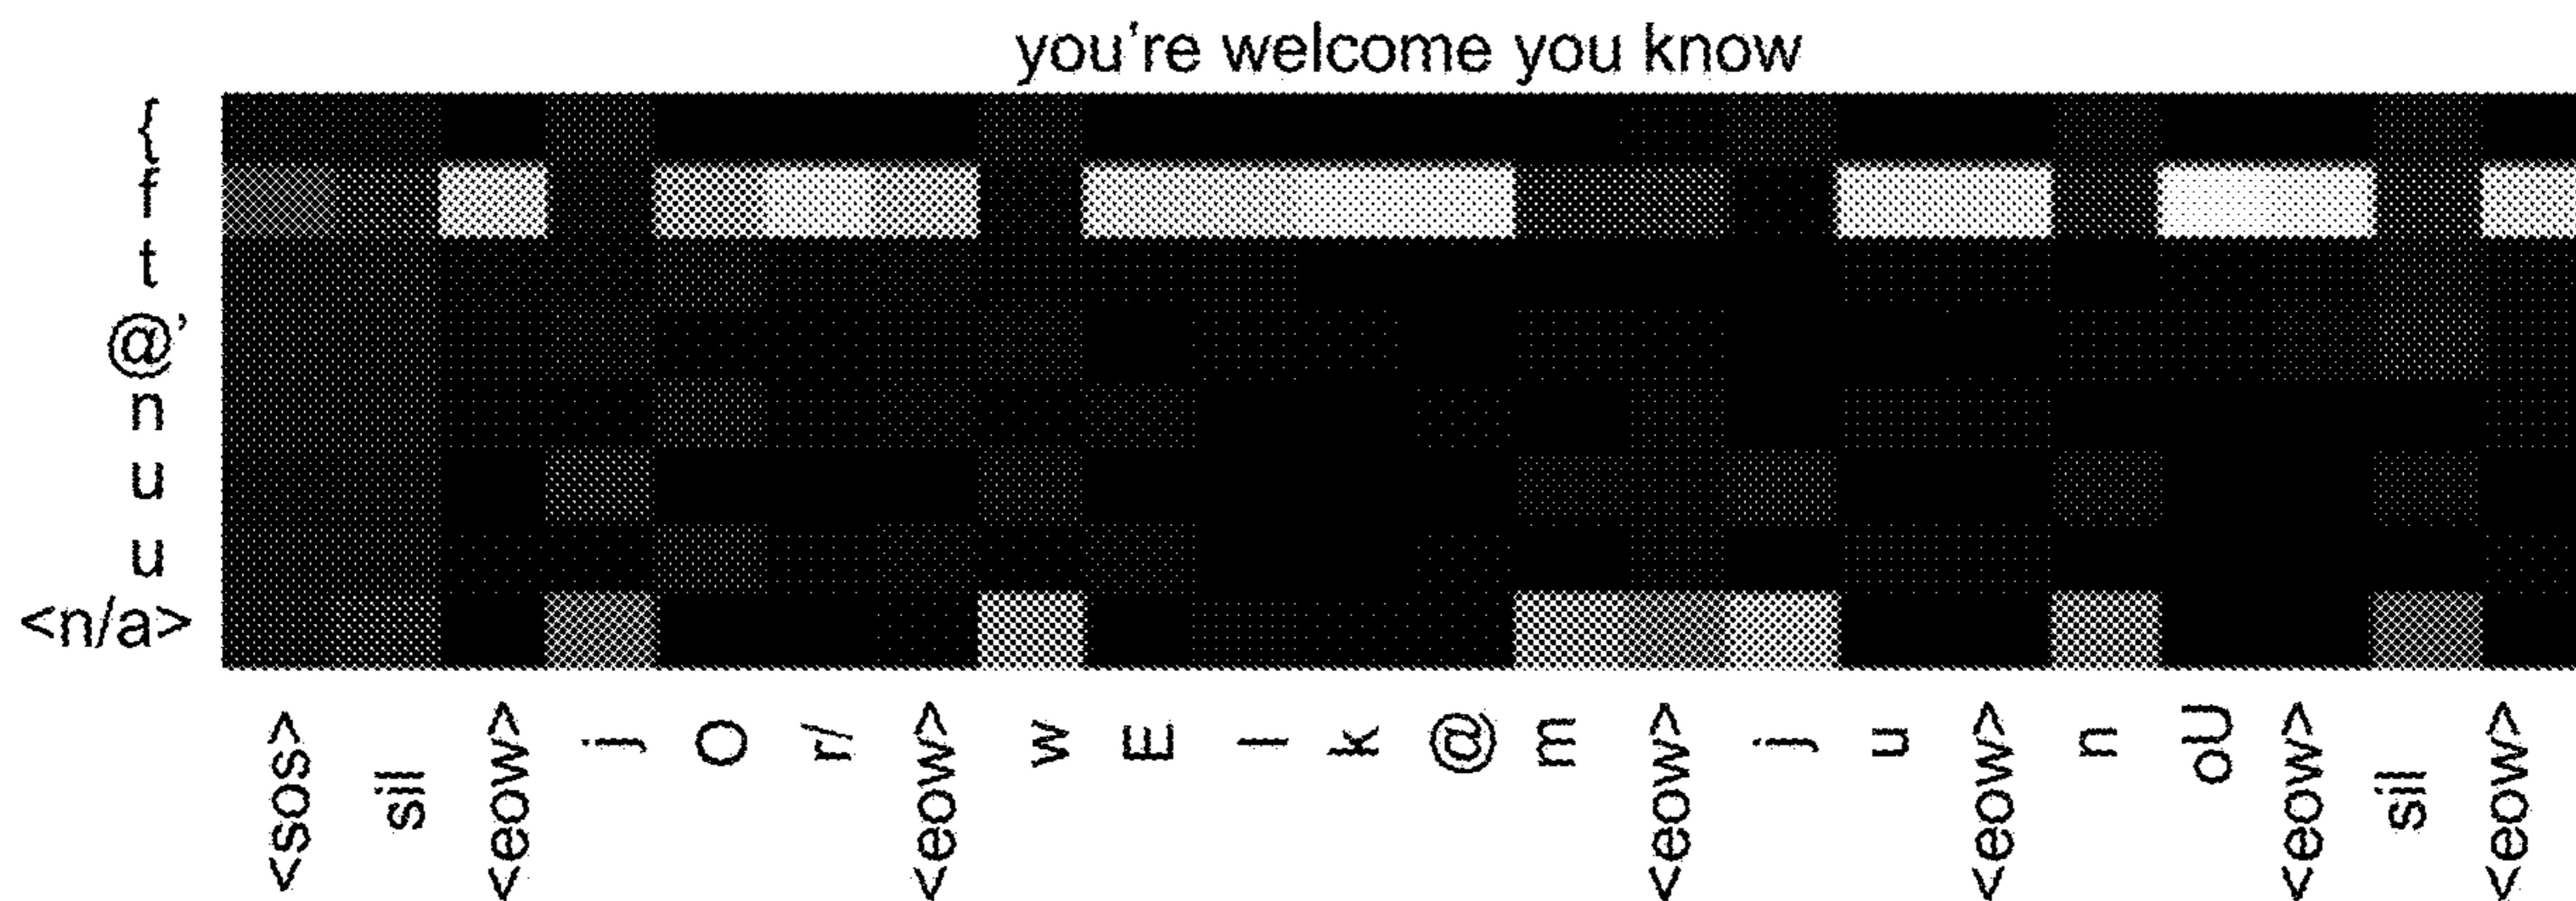 you're welcome you know
{
f
t
@'
n
u
u
<n/a>
<sos> sil <eow> j O r/ <eow> w E l k @ m <eow> j u <eow> n oU <eow> sil <eow>